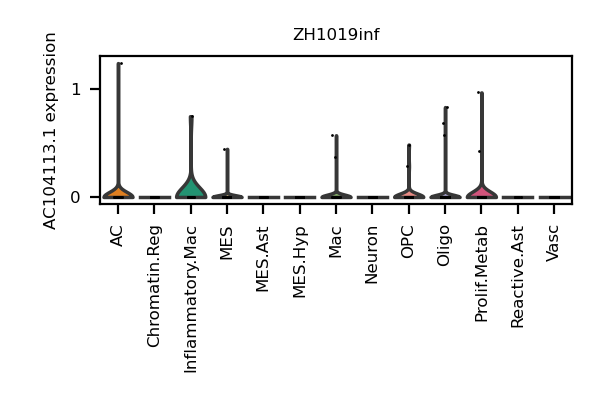 ZH1019inf
AC104113.1 expression
1
0
AC
Chromatin.Reg
Inflammatory.Mac
MES
MES.Ast
MES.Hyp
Mac
Neuron
OPC
Oligo
Prolif.Metab
Reactive.Ast
Vasc